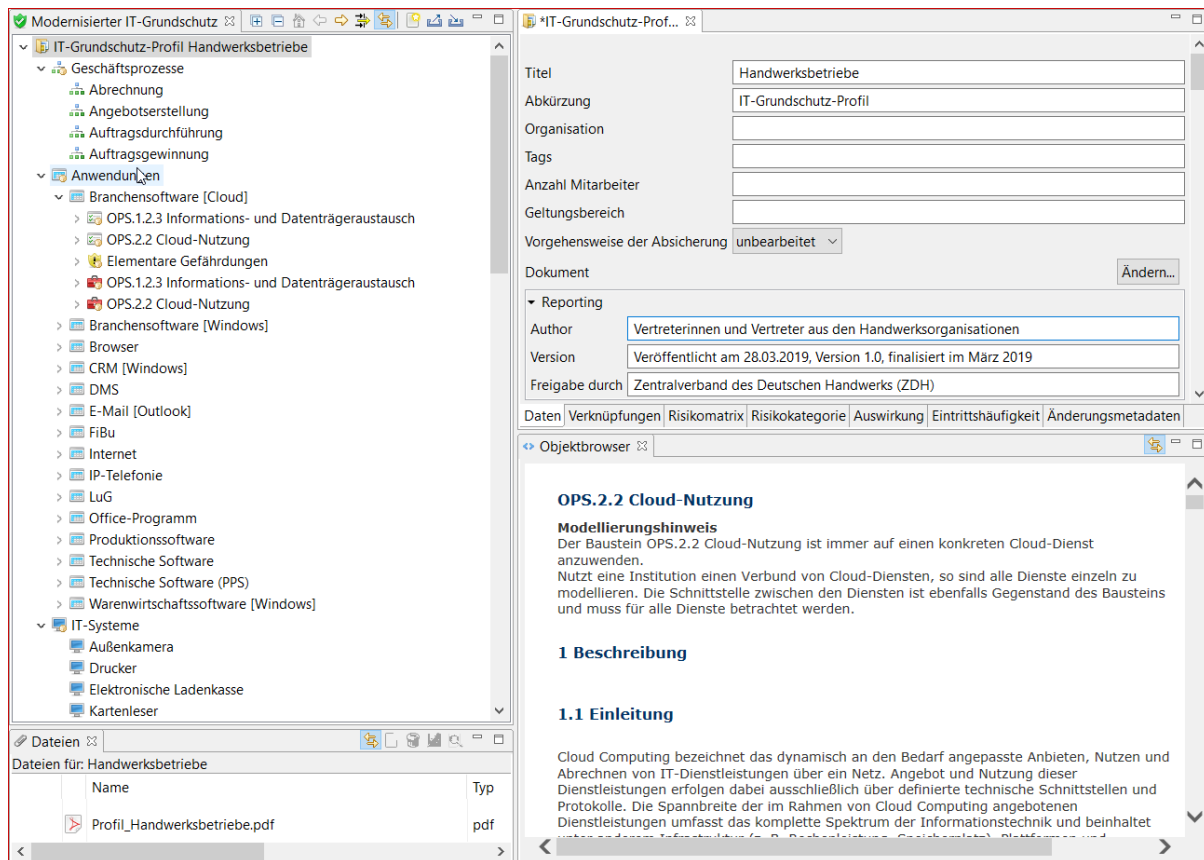 Modernisierter IT-Grundschutz
IT-Grundschutz-Profil Handwerksbetriebe
Geschäftsprozesse
Abrechnung
Angebotserstellung
Auftragsdurchführung
Auftragsgewinnung
Anwendungen
Branchensoftware [Cloud]
OPS.1.2.3 Informations- und Datenträgeraustausch
OPS.2.2 Cloud-Nutzung
Elementare Gefährdungen
OPS.1.2.3 Informations- und Datenträgeraustausch
OPS.2.2 Cloud-Nutzung
Branchensoftware [Windows]
Browser
CRM [Windows]
DMS
E-Mail [Outlook]
FiBu
Internet
IP-Telefonie
LuG
Office-Programm
Produktionssoftware
Technische Software
Technische Software (PPS)
Warenwirtschaftssoftware [Windows]
IT-Systeme
Außenkamera
Drucker
Elektronische Ladenkasse
Kartenleser
Dateien
Dateien für: Handwerksbetriebe
Name Typ
Profil_Handwerksbetriebe.pdf pdf
*IT-Grundschutz-Prof...
Titel Handwerksbetriebe
Abkürzung IT-Grundschutz-Profil
Organisation
Tags
Anzahl Mitarbeiter
Geltungsbereich
Vorgehensweise der Absicherung unbearbeitet
Dokument Ändern...
Reporting
Author Vertreterinnen und Vertreter aus den Handwerksorganisationen
Version Veröffentlicht am 28.03.2019, Version 1.0, finalisiert im März 2019
Freigabe durch Zentralverband des Deutschen Handwerks (ZDH)
Daten Verknüpfungen Risikomatrix Risikokategorie Auswirkung Eintrittshäufigkeit Änderungsmetadaten
Objektbrowser
OPS.2.2 Cloud-Nutzung
Modellierungshinweis
Der Baustein OPS.2.2 Cloud-Nutzung ist immer auf einen konkreten Cloud-Dienst
anzuwenden.
Nutzt eine Institution einen Verbund von Cloud-Diensten, so sind alle Dienste einzeln zu
modellieren. Die Schnittstelle zwischen den Diensten ist ebenfalls Gegenstand des Bausteins
und muss für alle Dienste betrachtet werden.
1 Beschreibung
1.1 Einleitung
Cloud Computing bezeichnet das dynamisch an den Bedarf angepasste Anbieten, Nutzen und
Abrechnen von IT-Dienstleistungen über ein Netz. Angebot und Nutzung dieser
Dienstleistungen erfolgen dabei ausschließlich über definierte technische Schnittstellen und
Protokolle. Die Spannbreite der im Rahmen von Cloud Computing angebotenen
Dienstleistungen umfasst das komplette Spektrum der Informationstechnik und beinhaltet